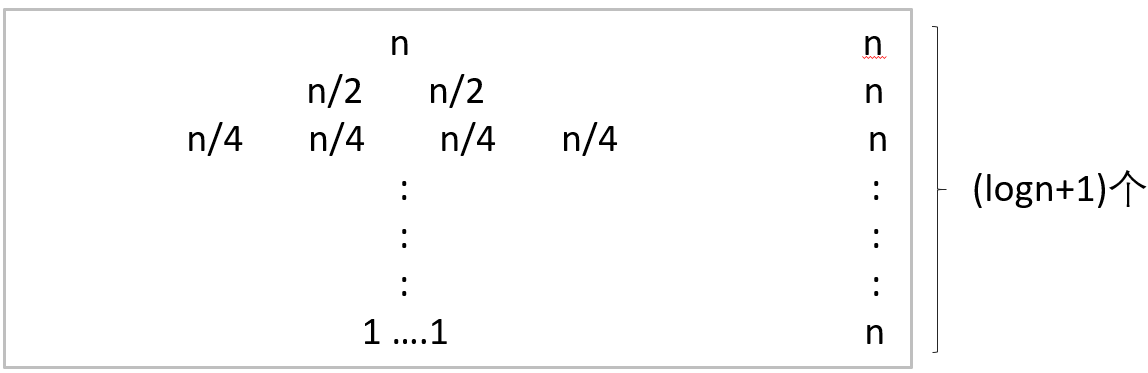 n n
n/2 n/2 n
n/4 n/4 n/4 n/4 n
: :
: : (logn+1)个
: :
1 ....1 n